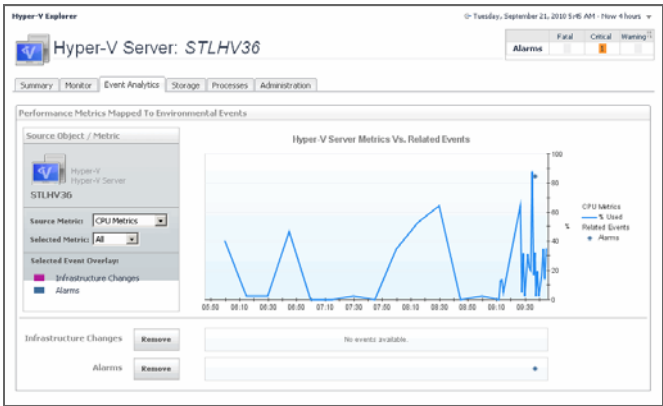 Hyper-V Explorer
Tuesday, September 21, 2010 5:45 AM - Now 4 hours
Hyper-V Server: STLHV36
Fatal Critical Warning
Alarms 1
Summary Monitor Event Analytics Storage Processes Administration
Performance Metrics Mapped To Environmental Events
Source Object / Metric
Hyper-V
Hyper-V Server
STLHV36
Source Metric: CPU Metrics
Selected Metric: All
Selected Event Overlay:
Infrastructure Changes
Alarms
Hyper-V Server Metrics Vs. Related Events
100
80
60
40
20
0
%
05:50 06:10 06:30 06:50 07:10 07:30 07:50 08:10 08:30 08:50 09:10 09:30
CPU Metrics
% Used
Related Events
Alarms
Infrastructure Changes Remove No events available.
Alarms Remove